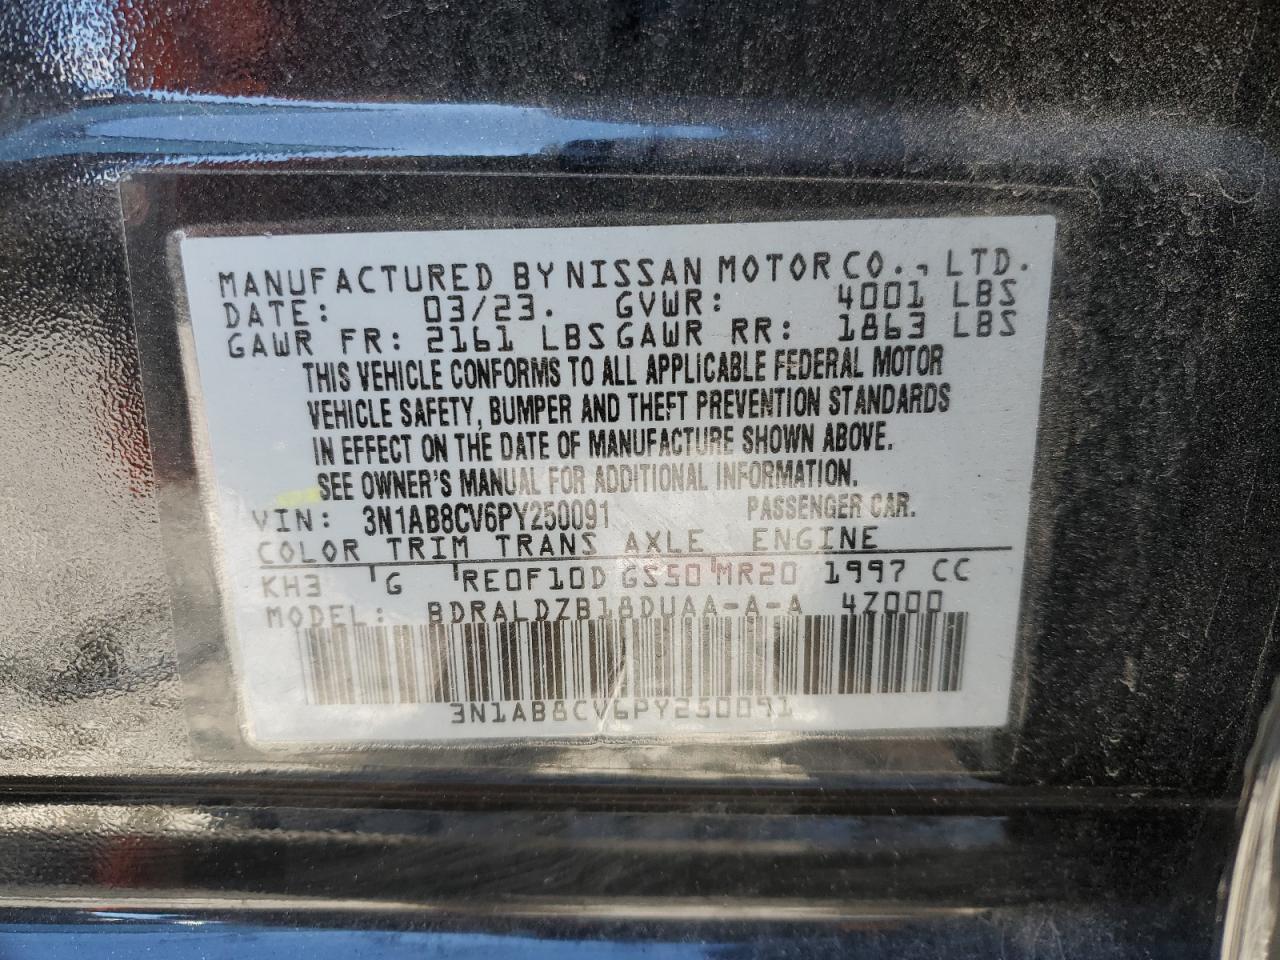 MANUFACTURED BY NISSAN MOTOR CO., LTD.
DATE: 03/23. GVWR: 4001 LBS
GAWR FR: 2161 LBS GAWR RR: 1863 LBS
THIS VEHICLE CONFORMS TO ALL APPLICABLE FEDERAL MOTOR
VEHICLE SAFETY, BUMPER AND THEFT PREVENTION STANDARDS
IN EFFECT ON THE DATE OF MANUFACTURE SHOWN ABOVE.
SEE OWNER'S MANUAL FOR ADDITIONAL INFORMATION.
VIN: 3N1AB8CV6PY250091 PASSENGER CAR.
COLOR TRIM TRANS AXLE ENGINE
KH3 G RE0F10D GS50 MR20 1997 CC
MODEL: BDRALDZB18DUAA-A-A 4Z000
3N1AB8CV6PY250091